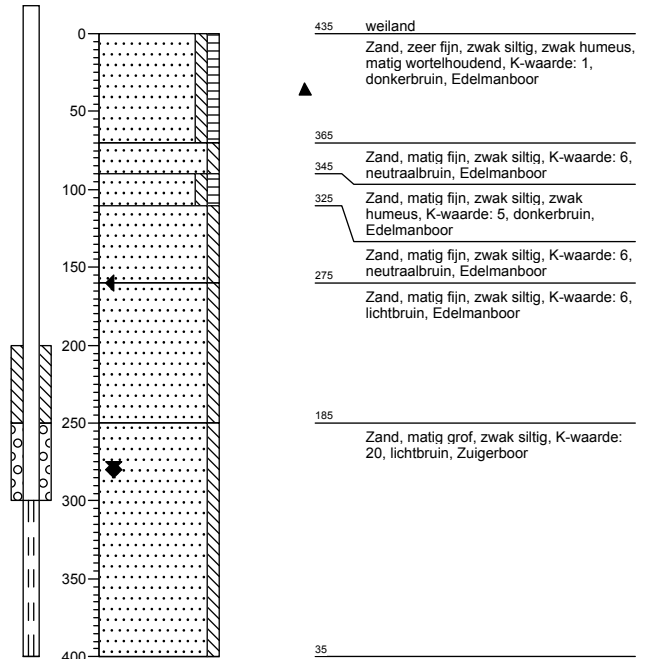 0
50
100
150
200
250
300
350
400
435 weiland
Zand, zeer fijn, zwak siltig, zwak humeus,
matig wortelhoudend, K-waarde: 1,
donkerbruin, Edelmanboor
365
Zand, matig fijn, zwak siltig, K-waarde: 6,
neutraalbruin, Edelmanboor
345
Zand, matig fijn, zwak siltig, zwak
humeus, K-waarde: 5, donkerbruin,
Edelmanboor
325
Zand, matig fijn, zwak siltig, K-waarde: 6,
neutraalbruin, Edelmanboor
275
Zand, matig fijn, zwak siltig, K-waarde: 6,
lichtbruin, Edelmanboor
185
Zand, matig grof, zwak siltig, K-waarde:
20, lichtbruin, Zuigerboor
35